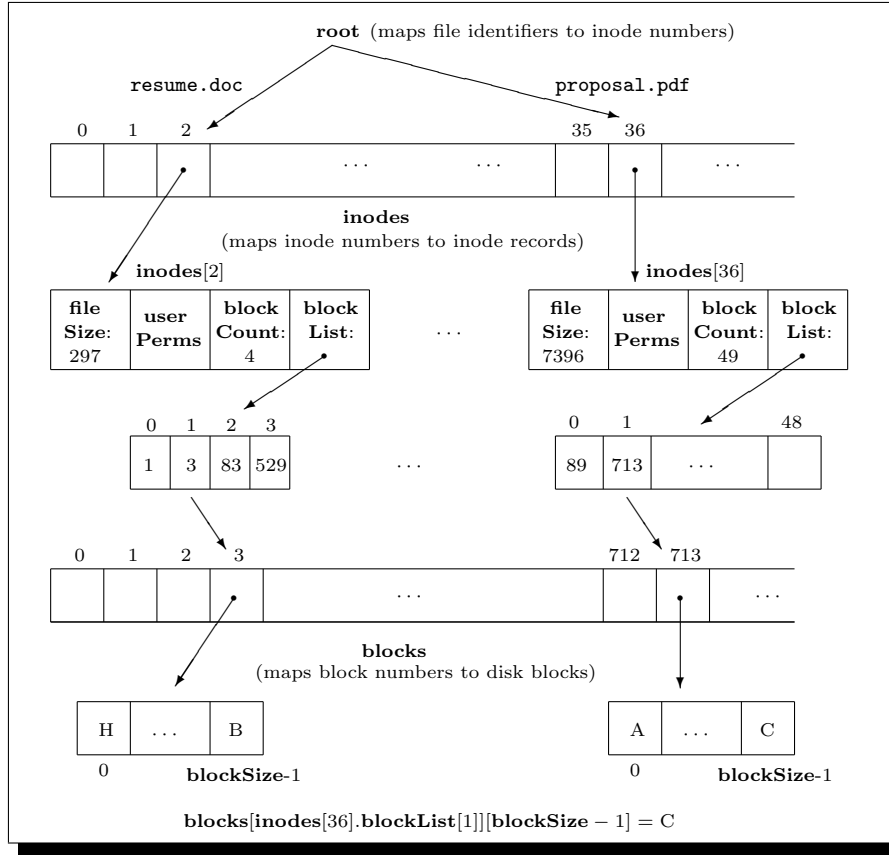 root (maps file identifiers to inode numbers)
resume.doc proposal.pdf
0 1 2 35 36
... ... ...
inodes
(maps inode numbers to inode records)
inodes[2] inodes[36]
file user block block file user block block
Size: Perms Count: List: ... Size: Perms Count: List:
297 4 7396 49
0 1 2 3 0 1 48
1 3 83 529 ... 89 713 ...
0 1 2 3 712 713
... ...
blocks
(maps block numbers to disk blocks)
H ... B A ... C
0 blockSize-1 0 blockSize-1
blocks[inodes[36].blockList[1]][blockSize − 1] = C